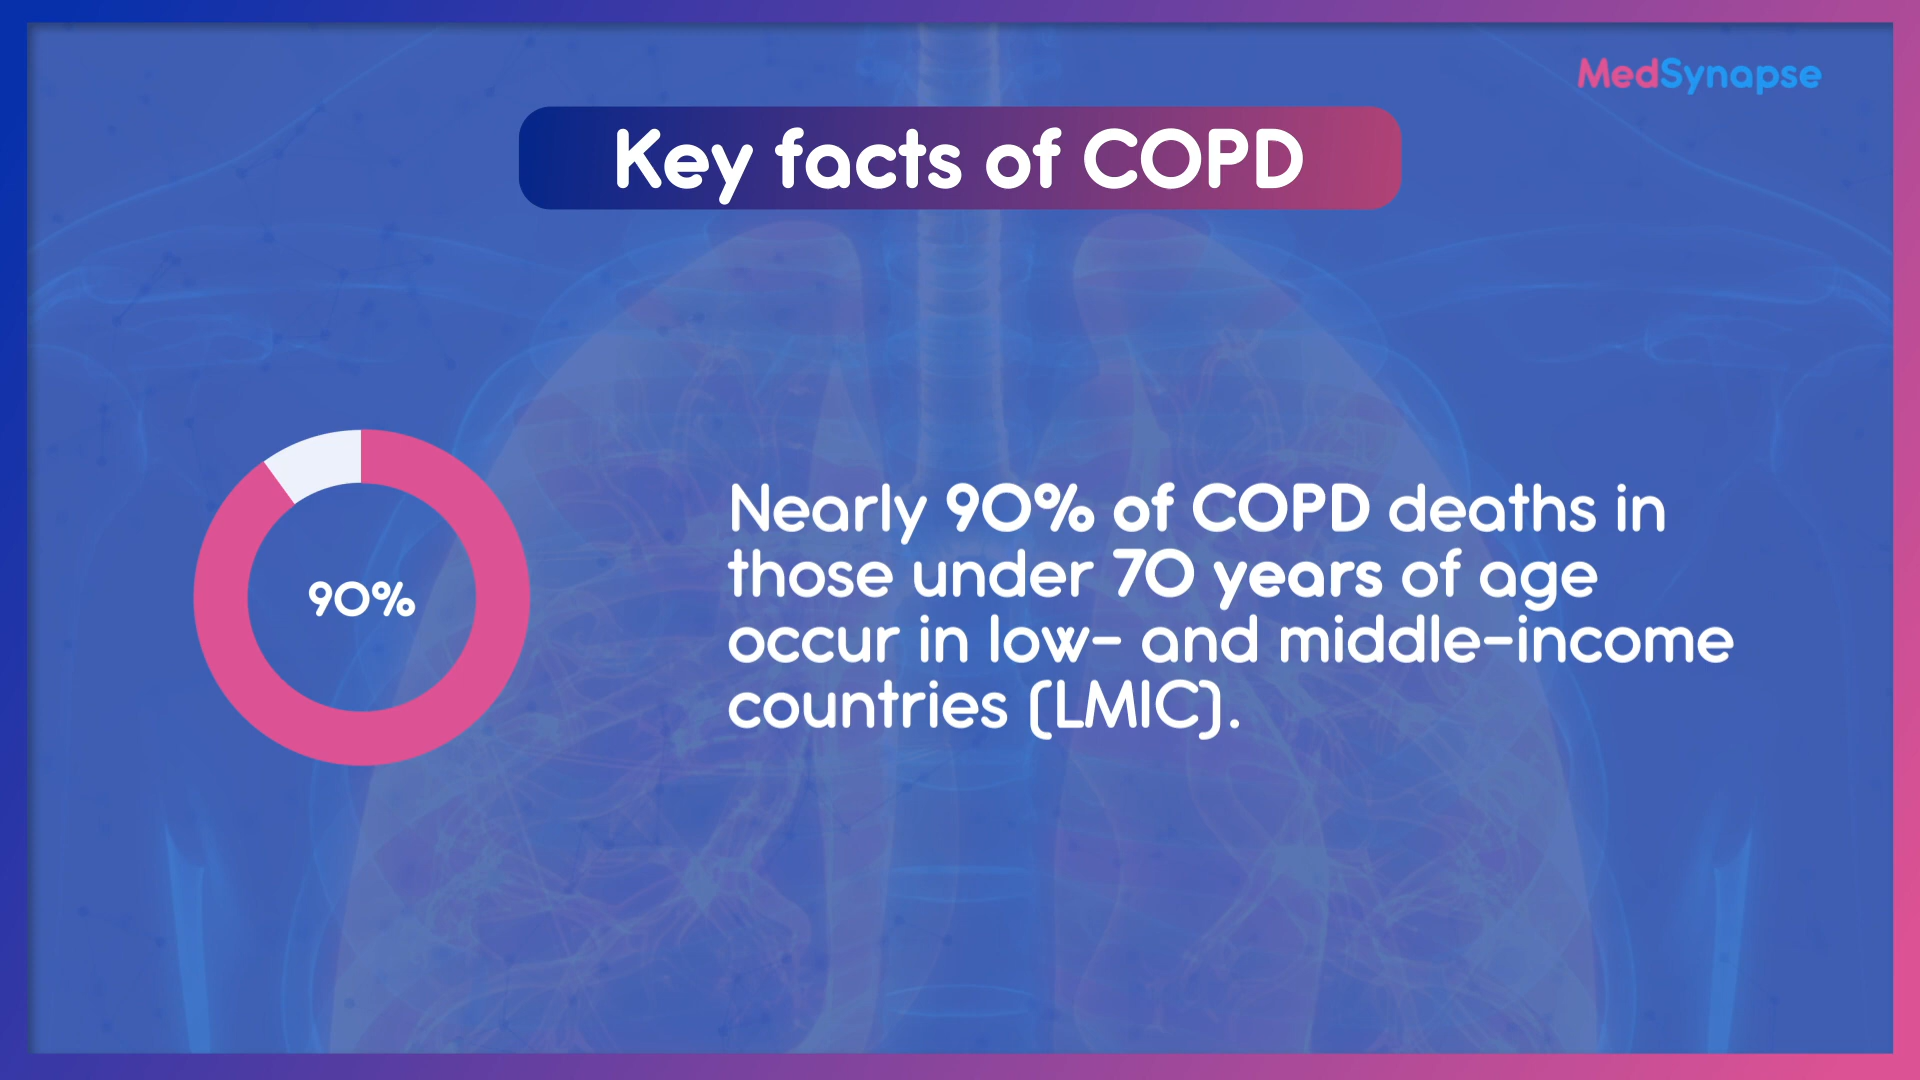 MedSynapse
Key facts of COPD
90%
Nearly 90% of COPD deaths in
those under 70 years of age
occur in low- and middle-income
countries (LMIC).